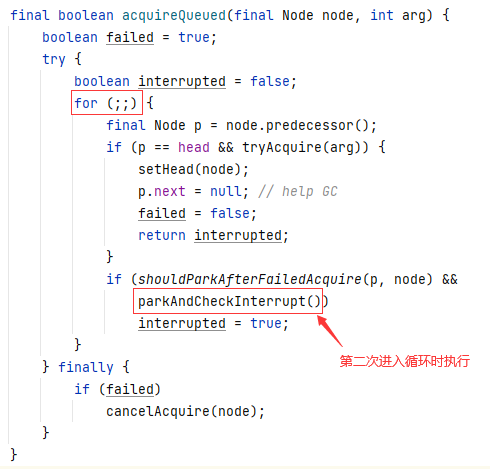 final boolean acquireQueued(final Node node, int arg) {
    boolean failed = true;
    try {
        boolean interrupted = false;
        for (;;) {
            final Node p = node.predecessor();
            if (p == head && tryAcquire(arg)) {
                setHead(node);
                p.next = null; // help GC
                failed = false;
                return interrupted;
            }
            if (shouldParkAfterFailedAcquire(p, node) &&
                parkAndCheckInterrupt())
                interrupted = true;
        }
第二次进入循环时执行
    } finally {
        if (failed)
            cancelAcquire(node);
    }
}